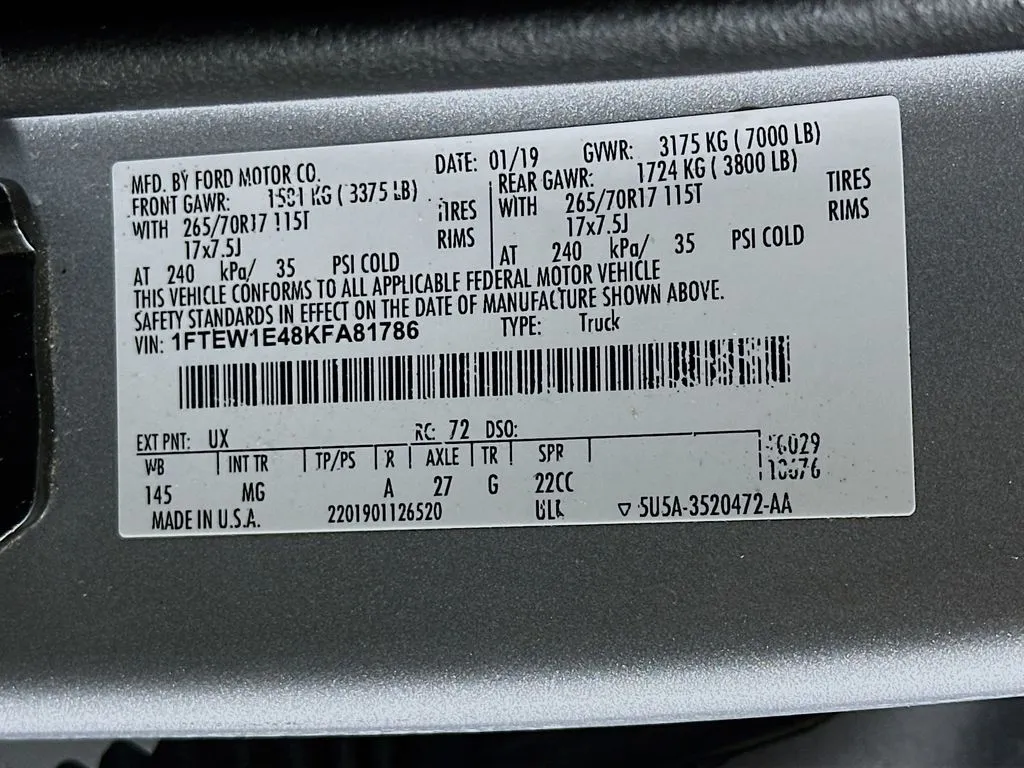 MFD. BY FORD MOTOR CO. DATE: 01/19 GVWR: 3175 KG ( 7000 LB)
FRONT GAWR: 1531 KG ( 3375 LB) REAR GAWR: 1724 KG ( 3800 LB)
WITH 265/70R17 115T TIRES WITH 265/70R17 115T TIRES
17x7.5J RIMS 17x7.5J RIMS
AT 240 kPa/ 35 PSI COLD AT 240 kPa/ 35 PSI COLD
THIS VEHICLE CONFORMS TO ALL APPLICABLE FEDERAL MOTOR VEHICLE
SAFETY STANDARDS IN EFFECT ON THE DATE OF MANUFACTURE SHOWN ABOVE.
VIN: 1FTEW1E48KFA81786 TYPE: Truck
EXT PNT: UX RC: 72 DSO:
WB INT TR TP/PS R AXLE TR SPR
145 MG A 27 G 22CC
MADE IN U.S.A. 2201901126520 ▽ 5U5A-3520472-AA